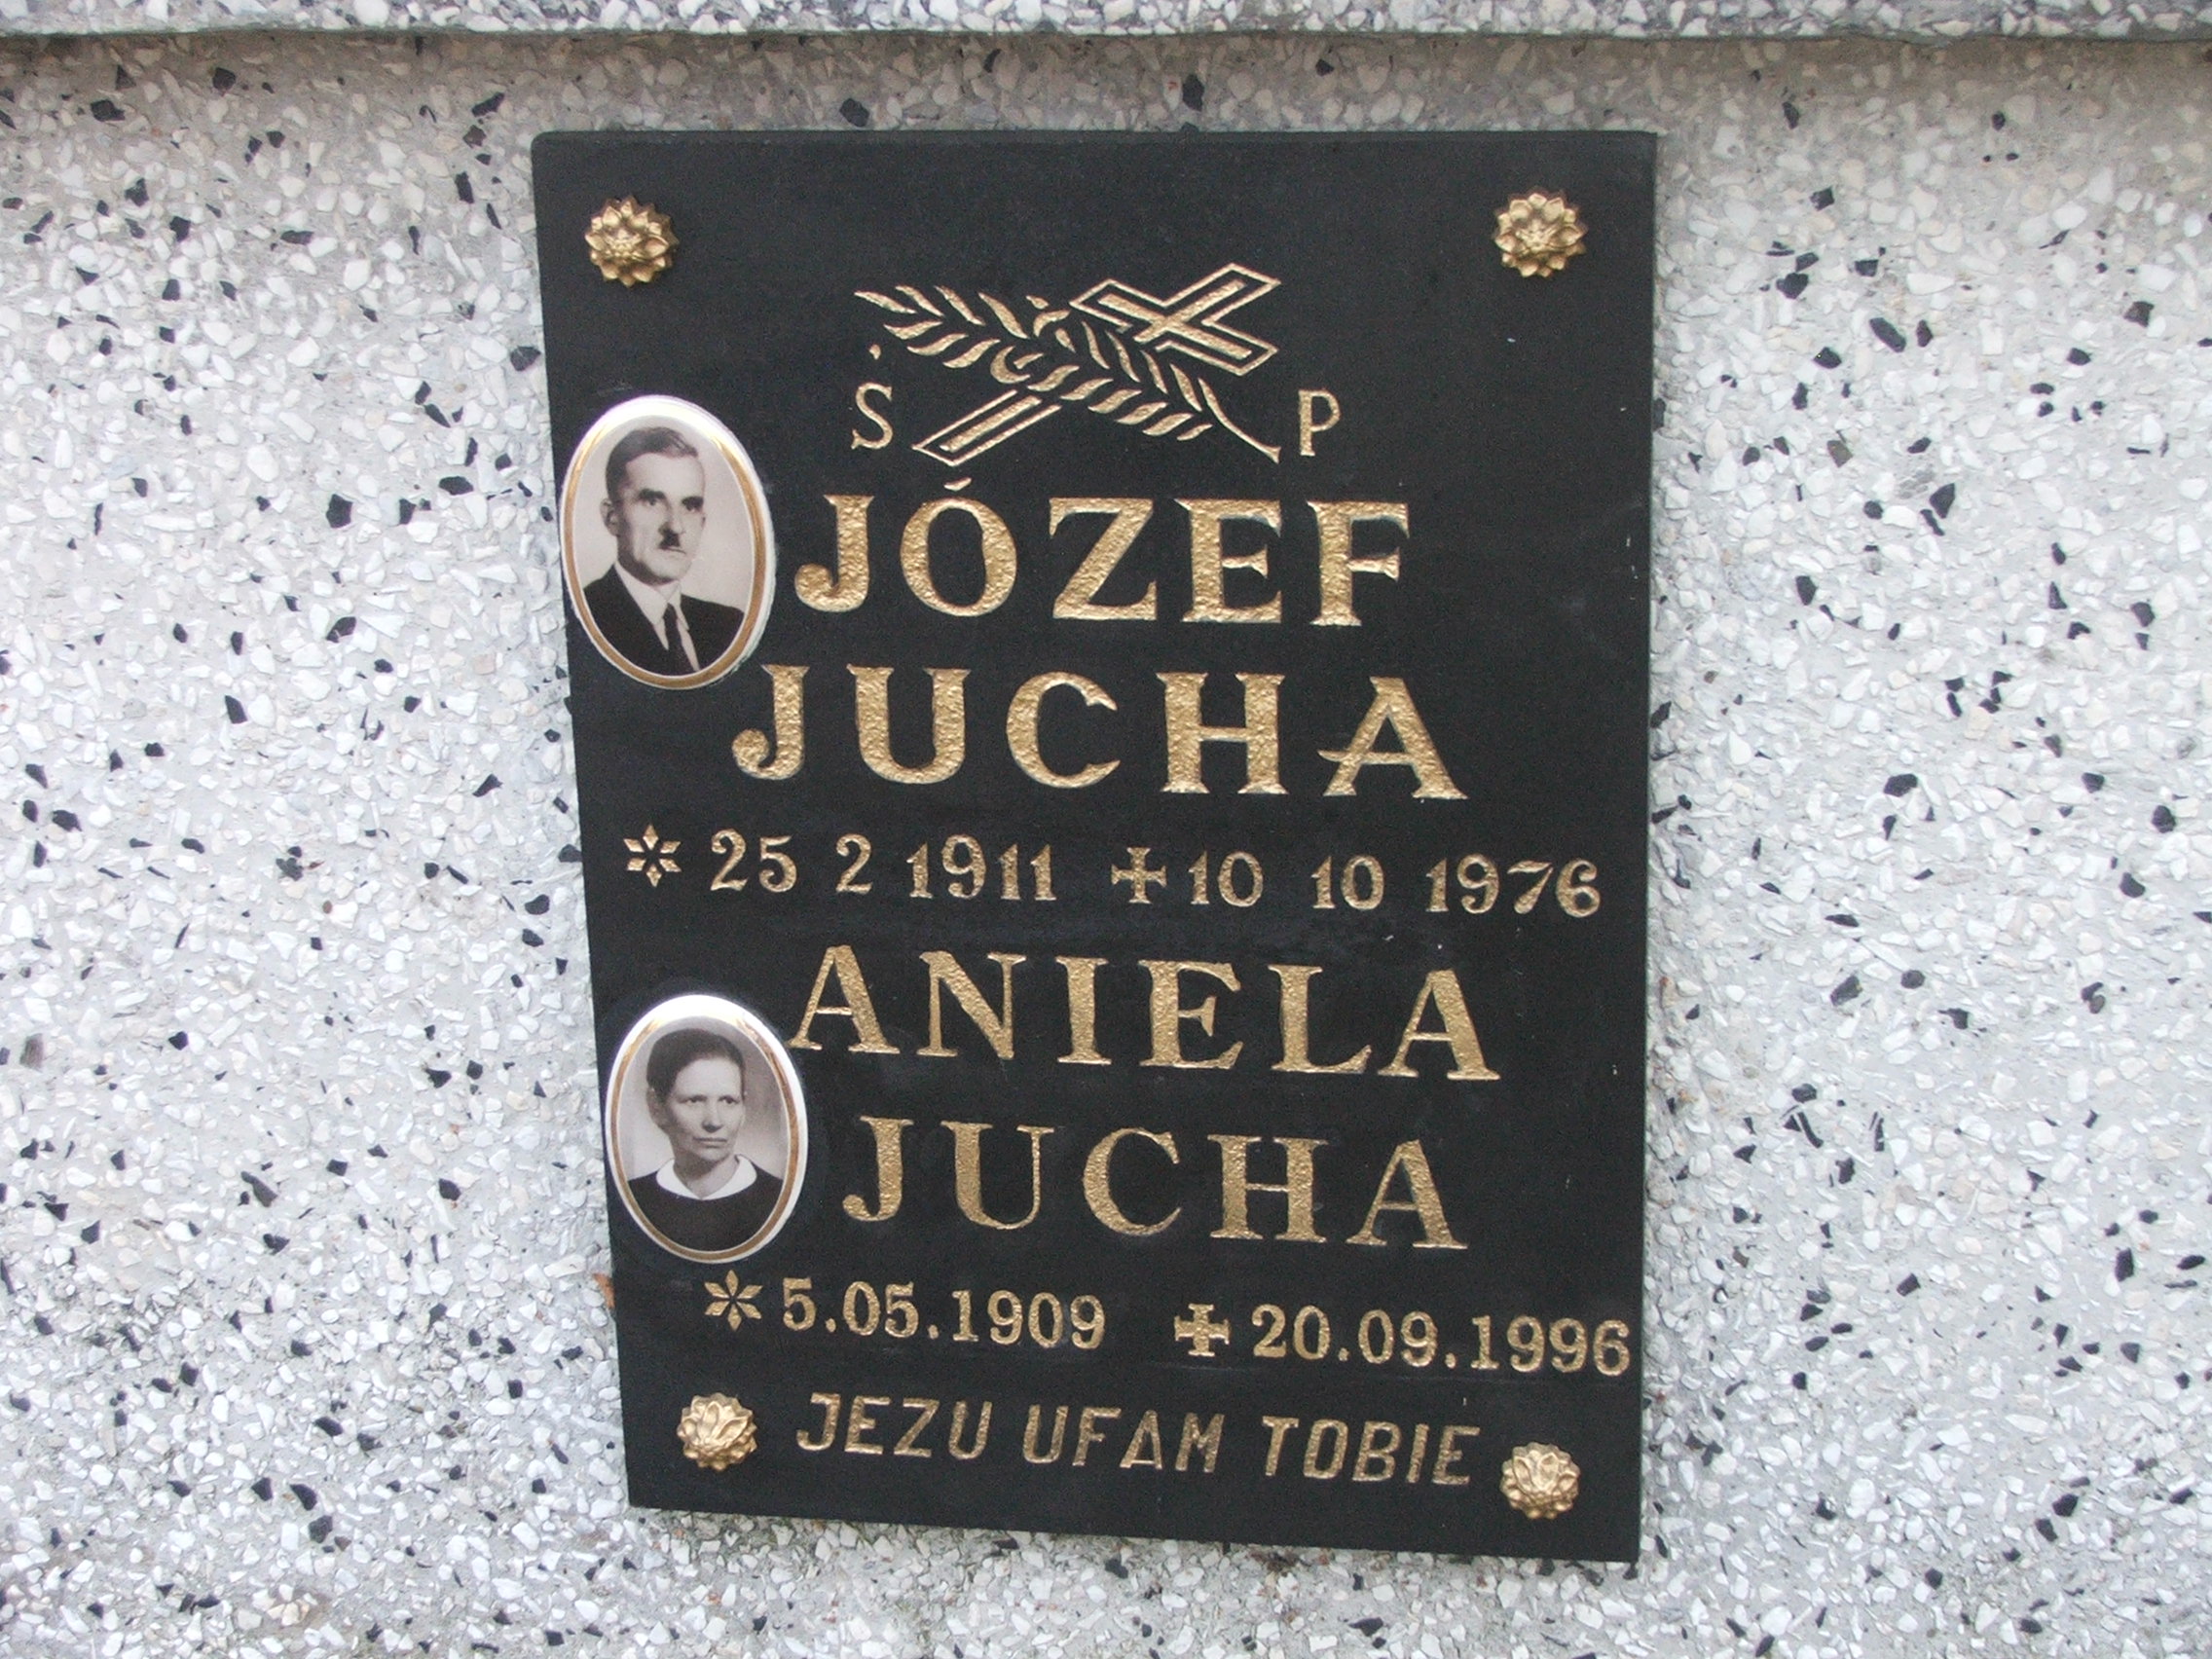 Ś P
JÓZEF
JUCHA
* 25 2 1911 ✚ 10 10 1976
ANIELA
JUCHA
* 5.05.1909 ✚ 20.09.1996
JEZU UFAM TOBIE